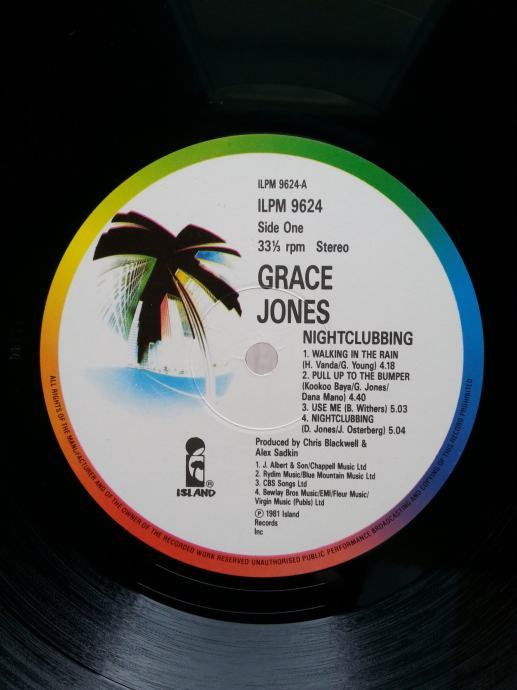 ILPM 9624-A
ILPM 9624
Side One
33⅓ rpm Stereo
GRACE
JONES
NIGHTCLUBBING
1. WALKING IN THE RAIN
(H. Vanda/G. Young) 4.18
2. PULL UP TO THE BUMPER
(Kookoo Baya/G. Jones/
Dana Mano) 4.40
3. USE ME (B. Withers) 5.03
4. NIGHTCLUBBING
(D. Jones/J. Osterberg) 5.04
Produced by Chris Blackwell &
Alex Sadkin
1. J. Albert & Son/Chappell Music Ltd
2. Rydim Music/Blue Mountain Music Ltd
3. CBS Songs Ltd
4. Bewlay Bros Music/EMI/Fleur Music/
Virgin Music (Publs) Ltd
℗ 1981 Island
Records
Inc
ISLAND®
ALL RIGHTS OF THE MANUFACTURER AND OF THE OWNER OF THE RECORDED WORK RESERVED UNAUTHORISED PUBLIC PERFORMANCE BROADCASTING AND COPYING OF THIS RECORD PROHIBITED